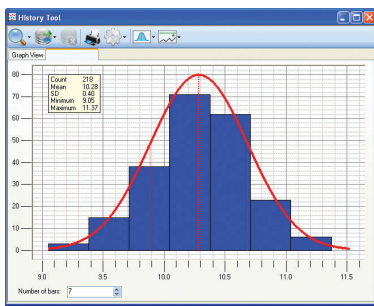 History Tool
Graph View
Count 218
Mean 10.28
SD 0.40
Minimum 9.05
Maximum 11.37
80
70
60
50
40
30
20
10
0
9.0 9.5 10.0 10.5 11.0 11.5
Number of bars: 7